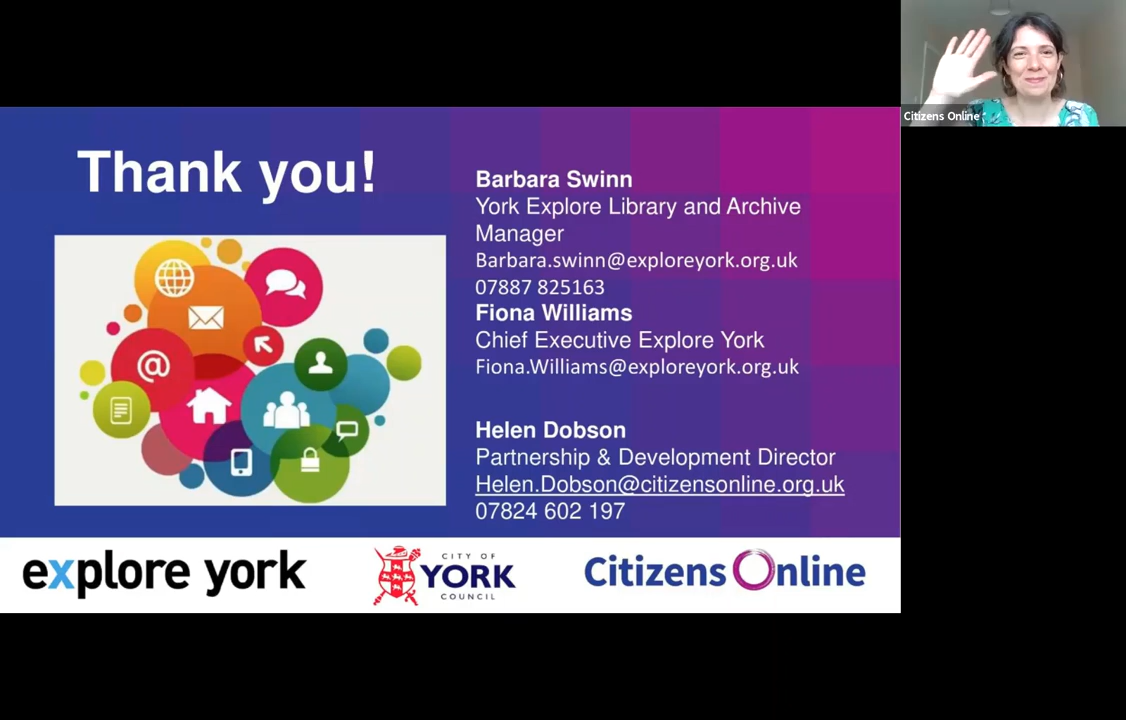 Citizens Online
Thank you!
Barbara Swinn
York Explore Library and Archive
Manager
Barbara.swinn@exploreyork.org.uk
07887 825163
Fiona Williams
Chief Executive Explore York
Fiona.Williams@exploreyork.org.uk
Helen Dobson
Partnership & Development Director
Helen.Dobson@citizensonline.org.uk
07824 602 197
@
explore york
CITY OF
YORK
COUNCIL
Citizens Online